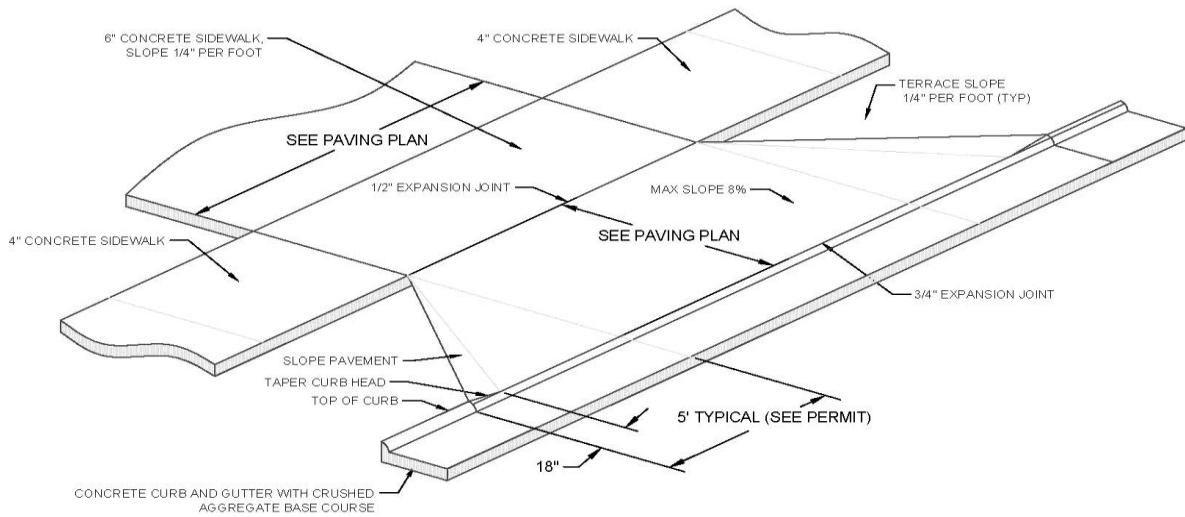 6" CONCRETE SIDEWALK,
SLOPE 1/4" PER FOOT
4" CONCRETE SIDEWALK
TERRACE SLOPE
1/4" PER FOOT (TYP)
SEE PAVING PLAN
1/2" EXPANSION JOINT
MAX SLOPE 8%
SEE PAVING PLAN
4" CONCRETE SIDEWALK
3/4" EXPANSION JOINT
SLOPE PAVEMENT
TAPER CURB HEAD
TOP OF CURB
5' TYPICAL (SEE PERMIT)
18"
CONCRETE CURB AND GUTTER WITH CRUSHED
AGGREGATE BASE COURSE